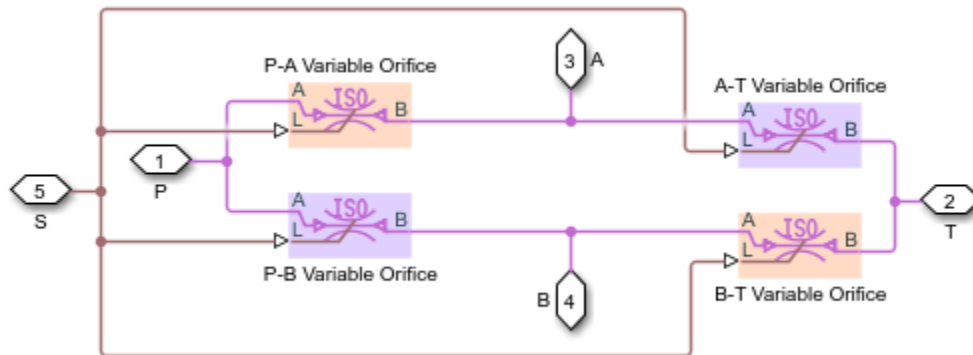 P-A Variable Orifice
3 A
A-T Variable Orifice
A ISO B
L
A ISO B
L
1
P
5
S
A ISO B
L
2
T
A ISO B
L
P-B Variable Orifice
B 4
B-T Variable Orifice